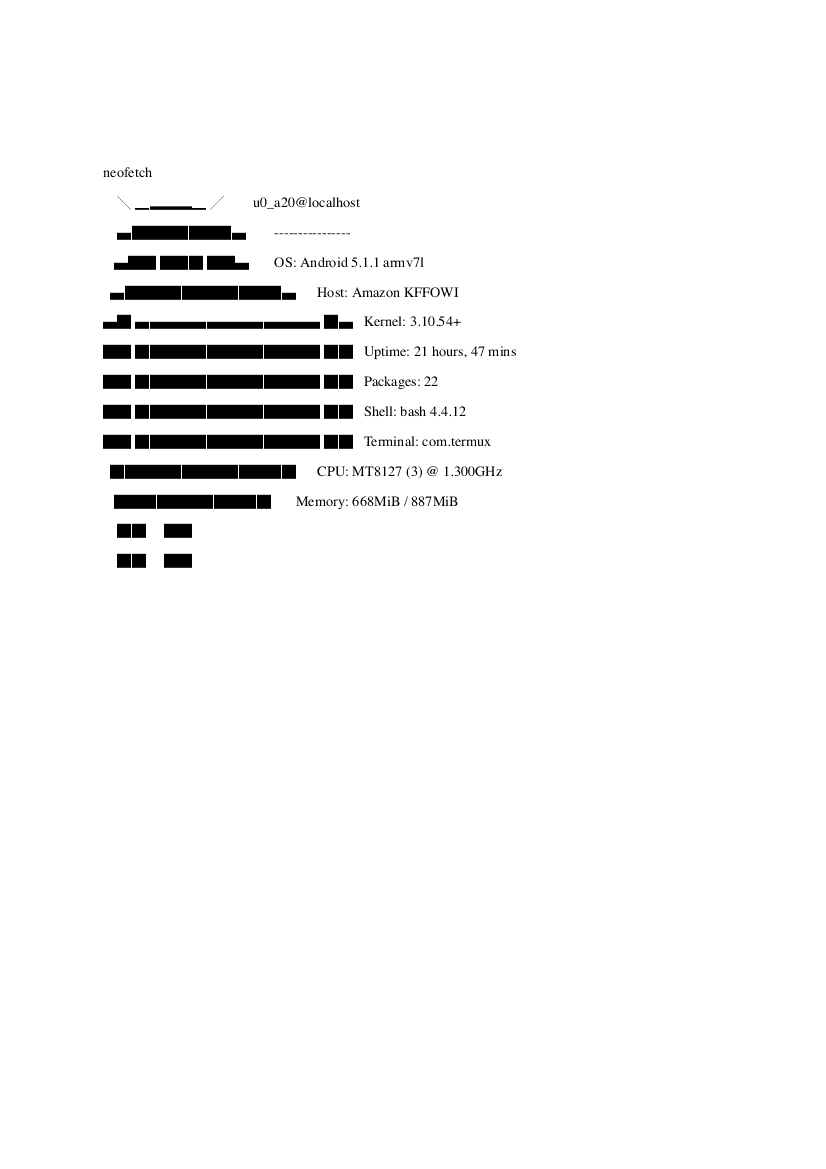 neofetch
u0_a20@localhost
----------------
OS: Android 5.1.1 armv7l
Host: Amazon KFFOWI
Kernel: 3.10.54+
Uptime: 21 hours, 47 mins
Packages: 22
Shell: bash 4.4.12
Terminal: com.termux
CPU: MT8127 (3) @ 1.300GHz
Memory: 668MiB / 887MiB